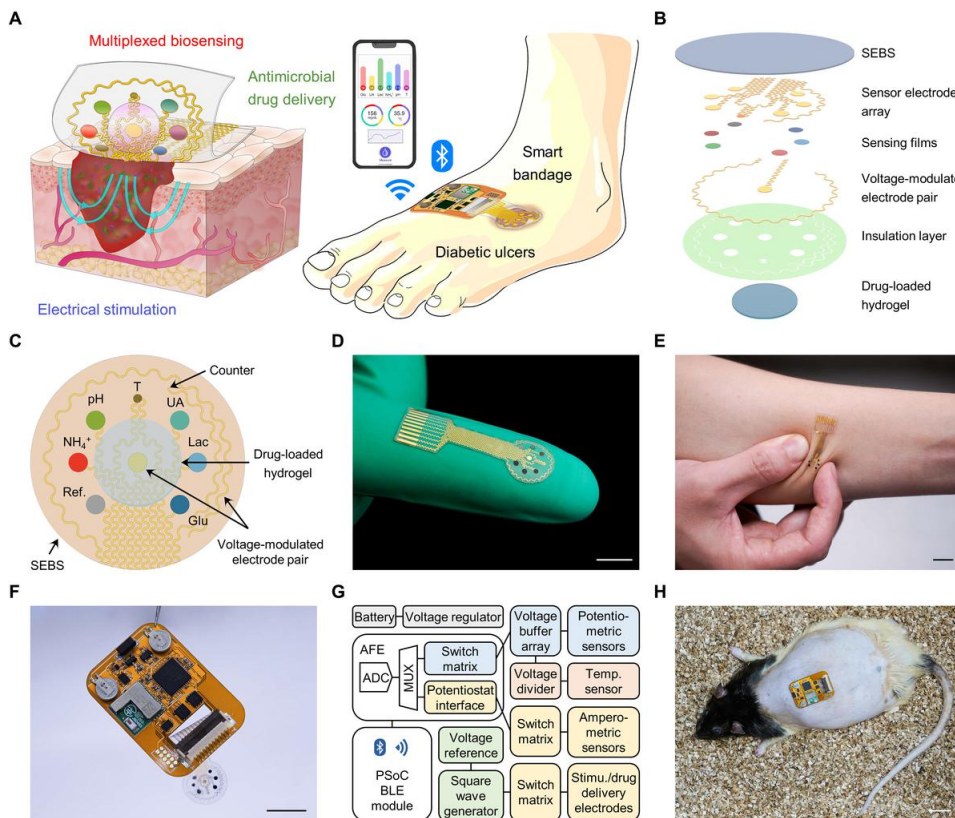 A
Multiplexed biosensing
Antimicrobial
drug delivery
Electrical stimulation
156
35.9
Smart
bandage
Diabetic ulcers
B
SEBS
Sensor electrode
array
Sensing films
Voltage-modulated
electrode pair
Insulation layer
Drug-loaded
hydrogel
C
Counter
T
pH
UA
NH₄⁺
Lac
Drug-loaded
hydrogel
Ref.
Glu
Voltage-modulated
electrode pair
SEBS
D
E
F
G
Battery
Voltage regulator
Voltage
buffer
array
Potentio-
metric
sensors
AFE
ADC
MUX
Switch
matrix
Potentiostat
interface
Voltage
divider
Temp.
sensor
Switch
matrix
Ampero-
metric
sensors
PSoC
BLE
module
Voltage
reference
Square
wave
generator
Switch
matrix
Stimu./drug
delivery
electrodes
H